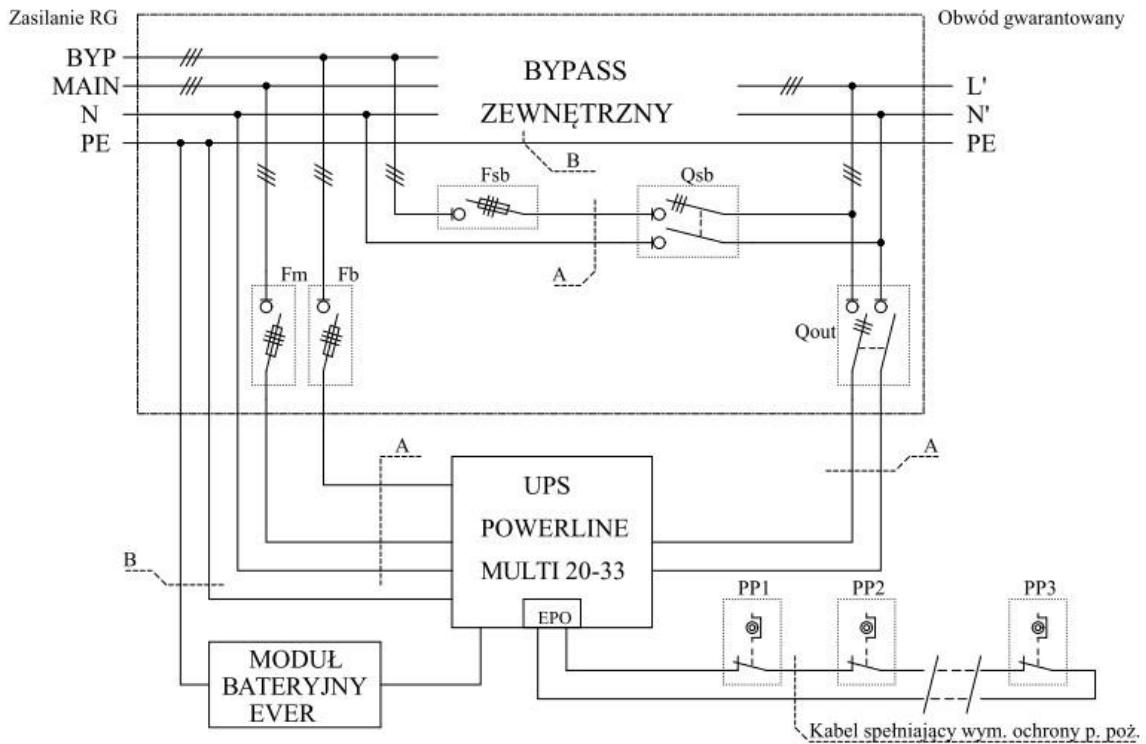 Zasilanie RG
Obwód gwarantowany
BYP
MAIN
N
PE
BYPASS
ZEWNĘTRZNY
L'
N'
PE
B
Fsb
Qsb
A
Fm
Fb
Qout
A
A
B
UPS
POWERLINE
MULTI 20-33
EPO
PP1
PP2
PP3
MODUŁ
BATERYJNY
EVER
Kabel spełniający wym. ochrony p. poż.